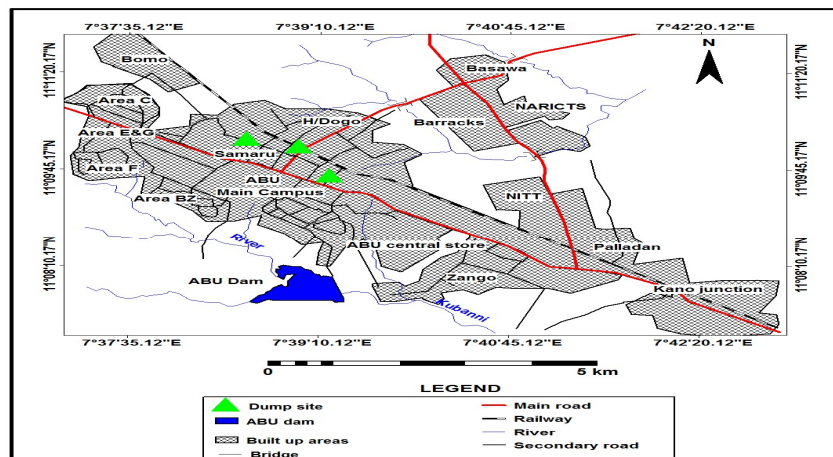 7°37'35.12"E 7°39'10.12"E 7°40'45.12"E 7°42'20.12"E
N
11°11'20.17"N 11°11'20.17"N
Bomo
Basawa
Area C
NARICTS
H/Dogo
Barracks
Area E&G
Samaru
11°09'45.17"N 11°09'45.17"N
Area F
ABU
Main Campus
NITT
Area BZ
River
ABU central store
Palladan
11°08'10.17"N 11°08'10.17"N
ABU Dam
Zango
Kano junction
Kubanni
7°37'35.12"E 7°39'10.12"E 7°40'45.12"E 7°42'20.12"E
0 5 km
LEGEND
Dump site Main road
ABU dam Railway
Built up areas River
Bridge Secondary road